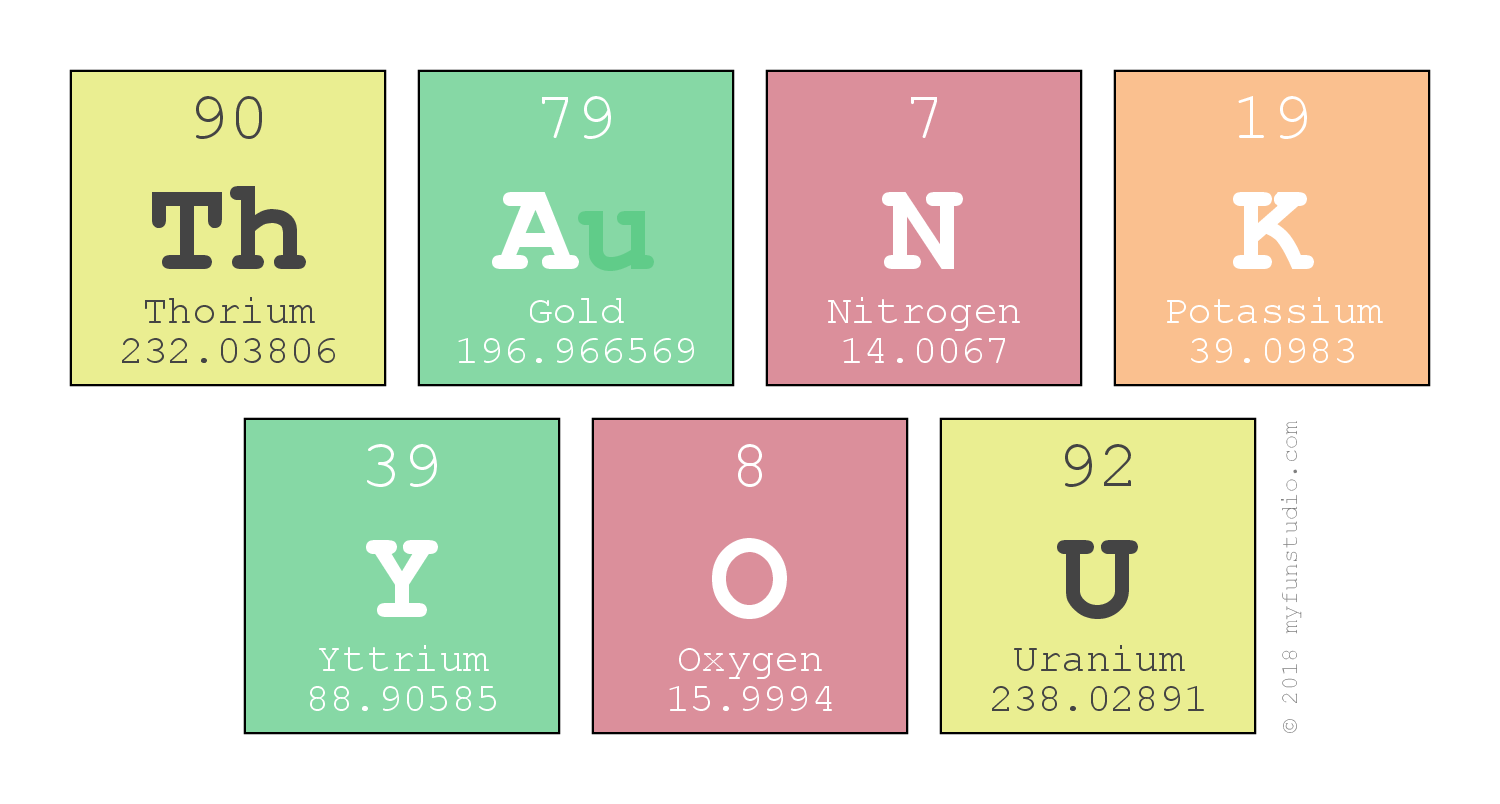 90
Th
Thorium
232.03806
79
Au
Gold
196.966569
7
N
Nitrogen
14.0067
19
K
Potassium
39.0983
39
Y
Yttrium
88.90585
8
O
Oxygen
15.9994
92
U
Uranium
238.02891
© 2018 myfunstudio.com